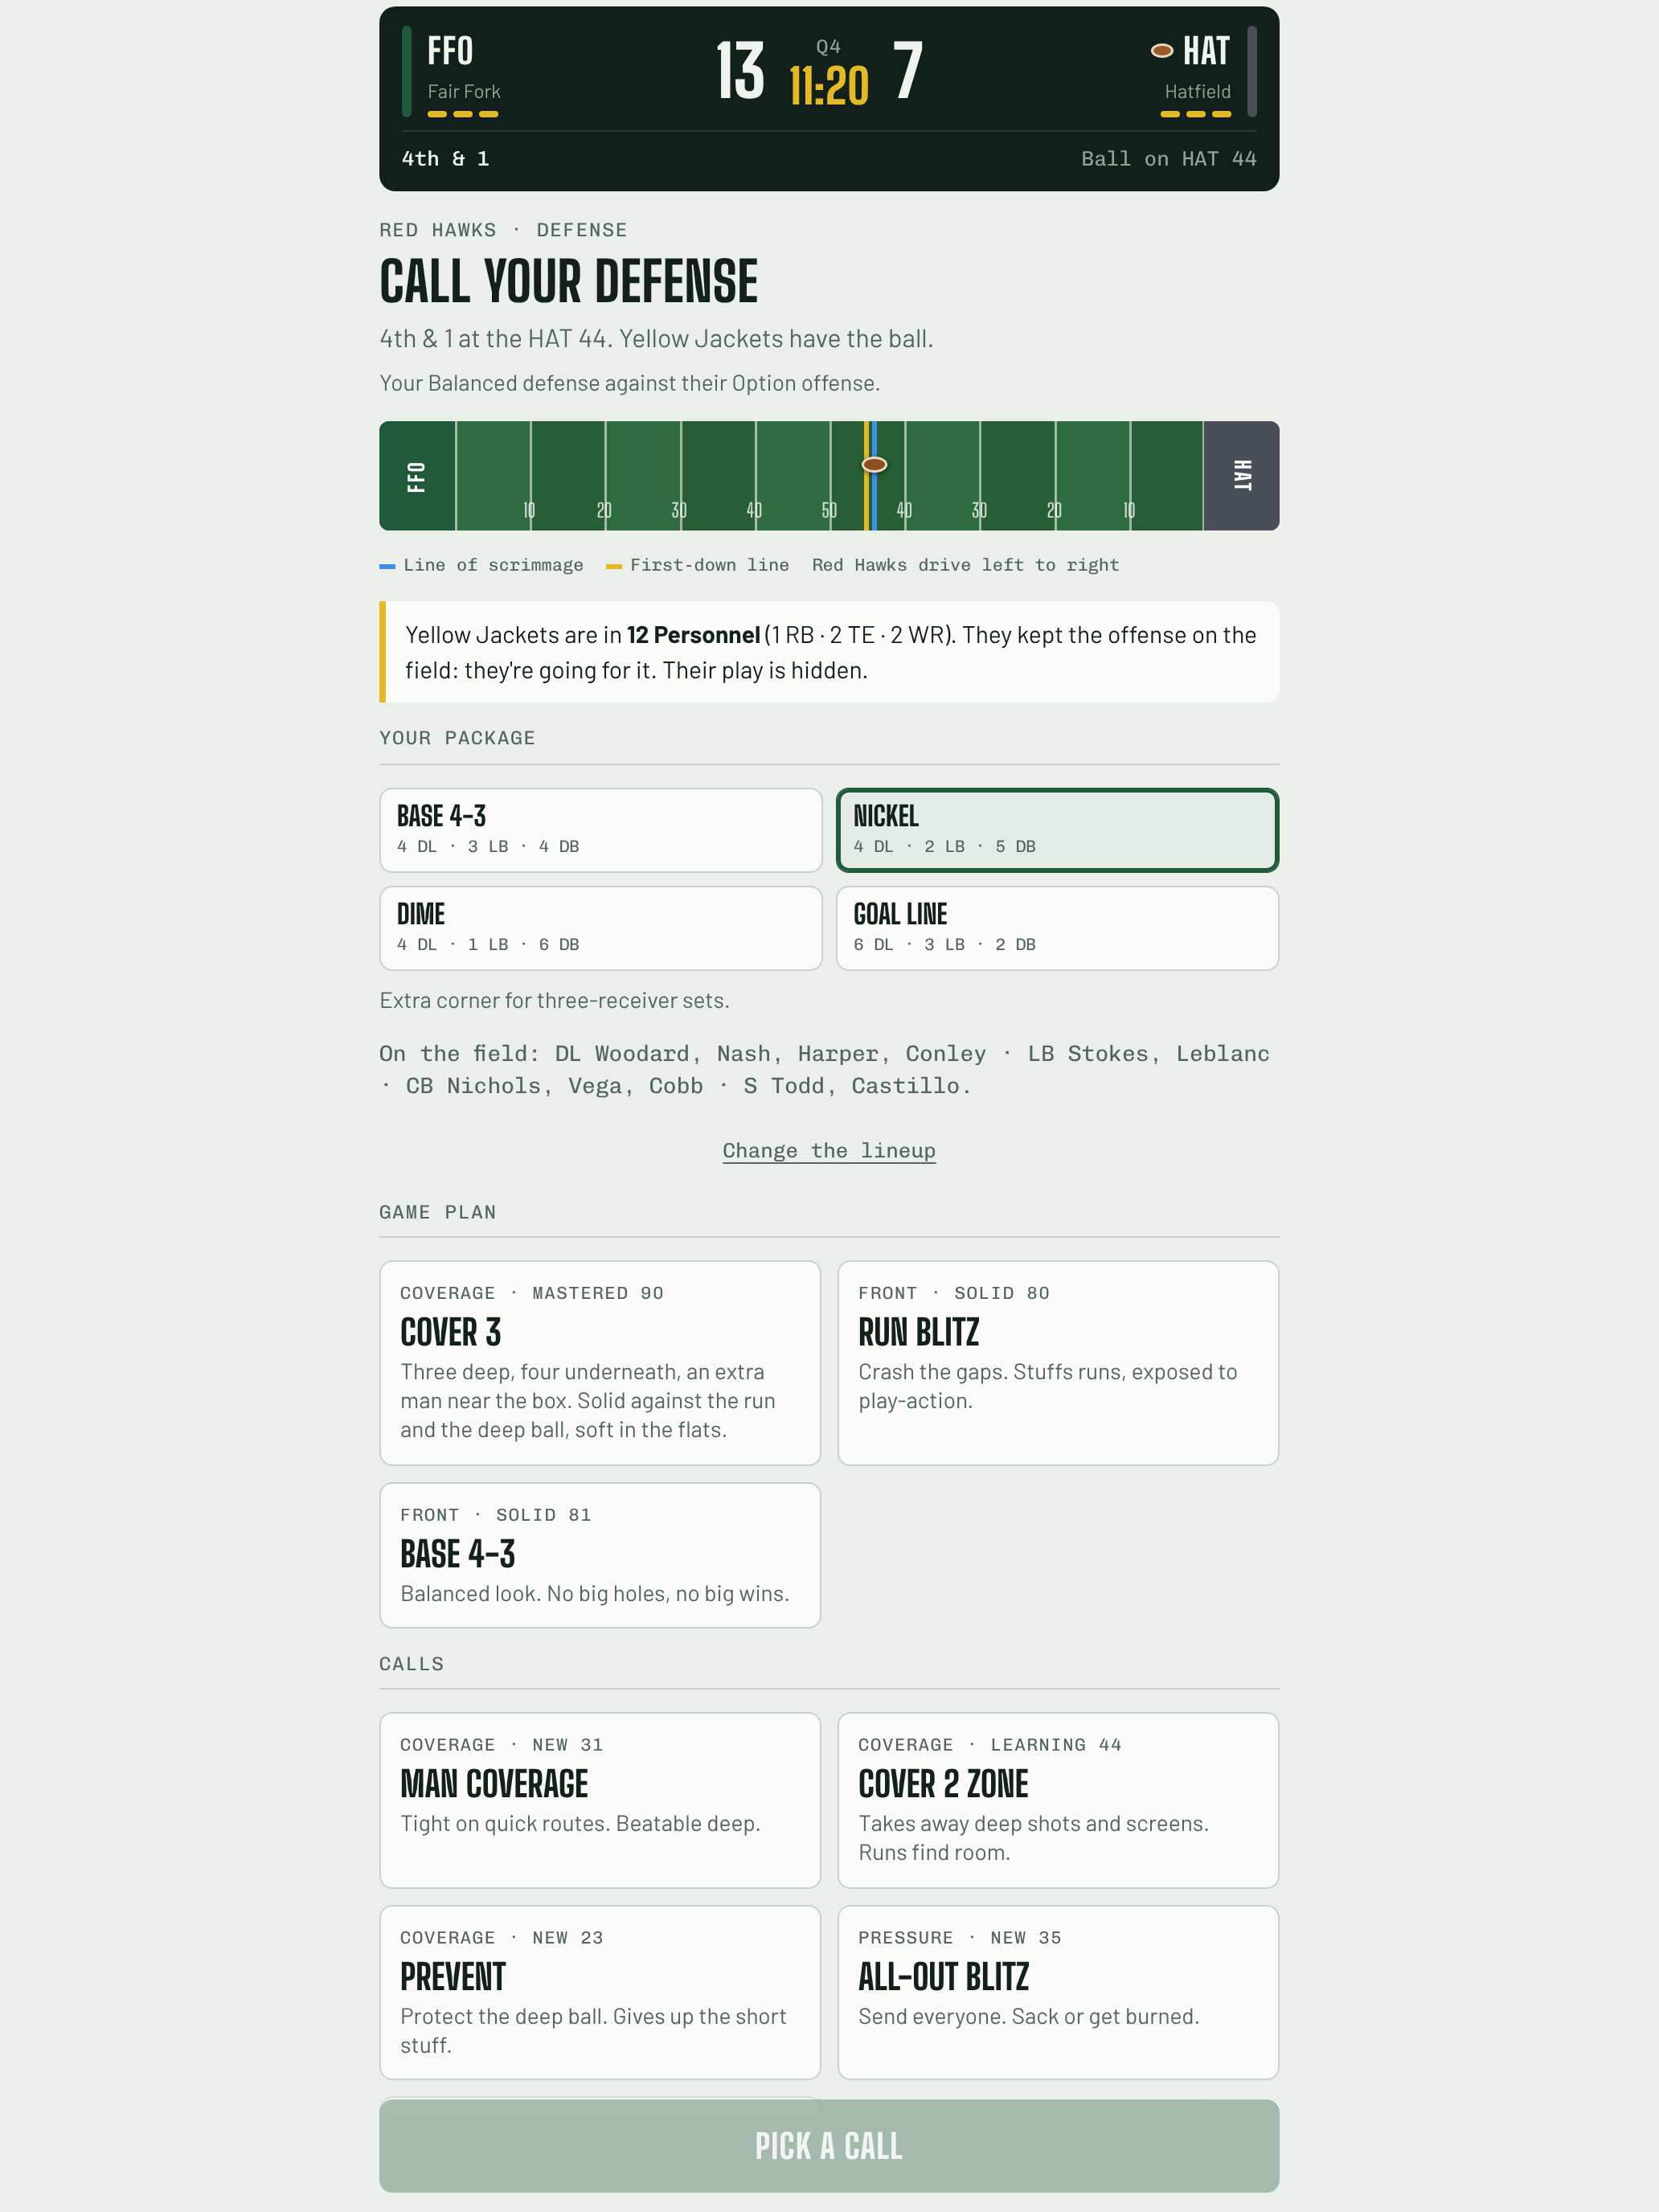 FFO
Fair Fork
13
Q4
11:20
7
HAT
Hatfield
4th & 1
Ball on HAT 44
RED HAWKS · DEFENSE
CALL YOUR DEFENSE
4th & 1 at the HAT 44. Yellow Jackets have the ball.
Your Balanced defense against their Option offense.
FFO
10
20
30
40
50
40
30
20
10
HAT
Line of scrimmage
First-down line
Red Hawks drive left to right
Yellow Jackets are in 12 Personnel (1 RB · 2 TE · 2 WR). They kept the offense on the
field: they're going for it. Their play is hidden.
YOUR PACKAGE
BASE 4-3
4 DL · 3 LB · 4 DB
NICKEL
4 DL · 2 LB · 5 DB
DIME
4 DL · 1 LB · 6 DB
GOAL LINE
6 DL · 3 LB · 2 DB
Extra corner for three-receiver sets.
On the field: DL Woodard, Nash, Harper, Conley · LB Stokes, Leblanc
· CB Nichols, Vega, Cobb · S Todd, Castillo.
Change the lineup
GAME PLAN
COVERAGE · MASTERED 90
COVER 3
Three deep, four underneath, an extra
man near the box. Solid against the run
and the deep ball, soft in the flats.
FRONT · SOLID 80
RUN BLITZ
Crash the gaps. Stuffs runs, exposed to
play-action.
FRONT · SOLID 81
BASE 4-3
Balanced look. No big holes, no big wins.
CALLS
COVERAGE · NEW 31
MAN COVERAGE
Tight on quick routes. Beatable deep.
COVERAGE · LEARNING 44
COVER 2 ZONE
Takes away deep shots and screens.
Runs find room.
COVERAGE · NEW 23
PREVENT
Protect the deep ball. Gives up the short
stuff.
PRESSURE · NEW 35
ALL-OUT BLITZ
Send everyone. Sack or get burned.
PICK A CALL